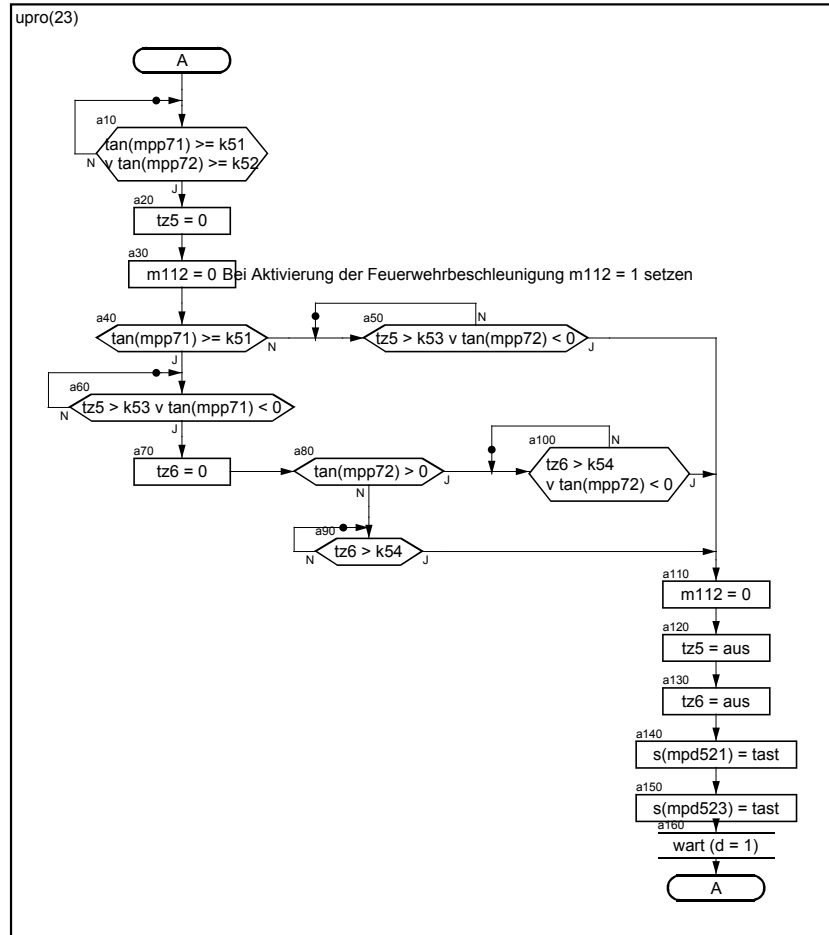 upro(23)
A
a10
tan(mpp71) >= k51
v tan(mpp72) >= k52
N
J
a20
tz5 = 0
a30
m112 = 0 Bei Aktivierung der Feuerwehrbeschleunigung m112 = 1 setzen
a40
tan(mpp71) >= k51
N
J
a50
N
tz5 > k53 v tan(mpp72) < 0
J
a60
tz5 > k53 v tan(mpp71) < 0
N
J
a70
tz6 = 0
a80
tan(mpp72) > 0
J
N
a100
N
tz6 > k54
v tan(mpp72) < 0
J
a90
tz6 > k54
N
J
a110
m112 = 0
a120
tz5 = aus
a130
tz6 = aus
a140
s(mpd521) = tast
a150
s(mpd523) = tast
a160
wart (d = 1)
A